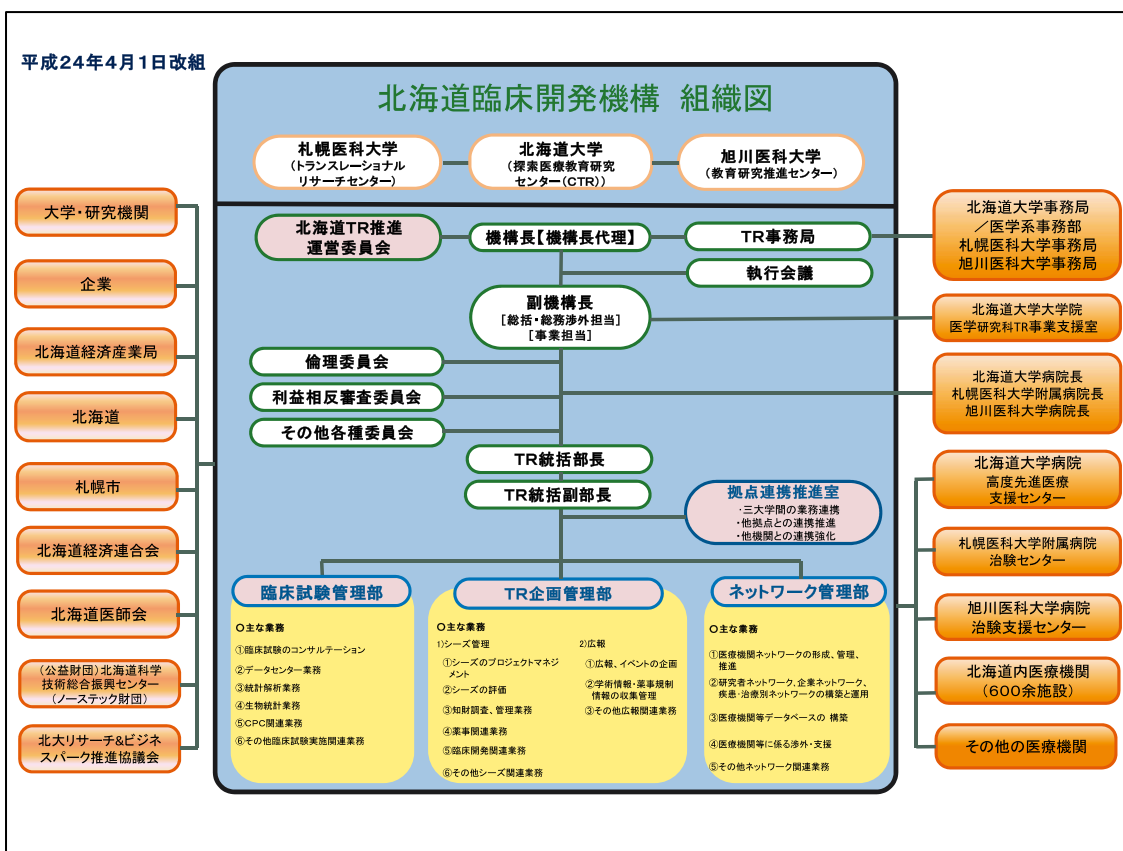 平成24年4月1日改組
北海道臨床開発機構 組織図
札幌医科大学
(トランスレーショナル
リサーチセンター)
北海道大学
(探索医療教育研究
センター(CTR))
旭川医科大学
(教育研究推進センター)
大学・研究機関
企業
北海道経済産業局
北海道
札幌市
北海道経済連合会
北海道医師会
(公益財団)北海道科学
技術総合振興センター
(ノーステック財団)
北大リサーチ&ビジネ
スパーク推進協議会
北海道TR推進
運営委員会
機構長【機構長代理】
TR事務局
執行会議
副機構長
[総括・総務渉外担当]
[事業担当]
倫理委員会
利益相反審査委員会
その他各種委員会
TR統括部長
TR統括副部長
拠点連携推進室
・三大学間の業務連携
・他拠点との連携推進
・他機関との連携強化
臨床試験管理部
○主な業務
①臨床試験のコンサルテーション
②データセンター業務
③統計解析業務
④生物統計業務
⑤CPC関連業務
⑥その他臨床試験実施関連業務
TR企画管理部
○主な業務
1)シーズ管理
①シーズのプロジェクトマネジ
メント
②シーズの評価
③知財調査、管理業務
④薬事関連業務
⑤臨床開発関連業務
⑥その他シーズ関連業務
2)広報
①広報、イベントの企画
②学術情報・薬事規制
情報の収集管理
③その他広報関連業務
ネットワーク管理部
○主な業務
①医療機関ネットワークの形成、管理、
推進
②研究者ネットワーク、企業ネットワーク、
疾患・治療別ネットワークの構築と運用
③医療機関等データベースの 構築
④医療機関等に係る渉外・支援
⑤その他ネットワーク関連業務
北海道大学事務局
/医学系事務部
札幌医科大学事務局
旭川医科大学事務局
北海道大学大学院
医学研究科TR事業支援室
北海道大学病院長
札幌医科大学附属病院長
旭川医科大学病院長
北海道大学病院
高度先進医療
支援センター
札幌医科大学附属病院
治験センター
旭川医科大学病院
治験支援センター
北海道内医療機関
(600余施設)
その他の医療機関